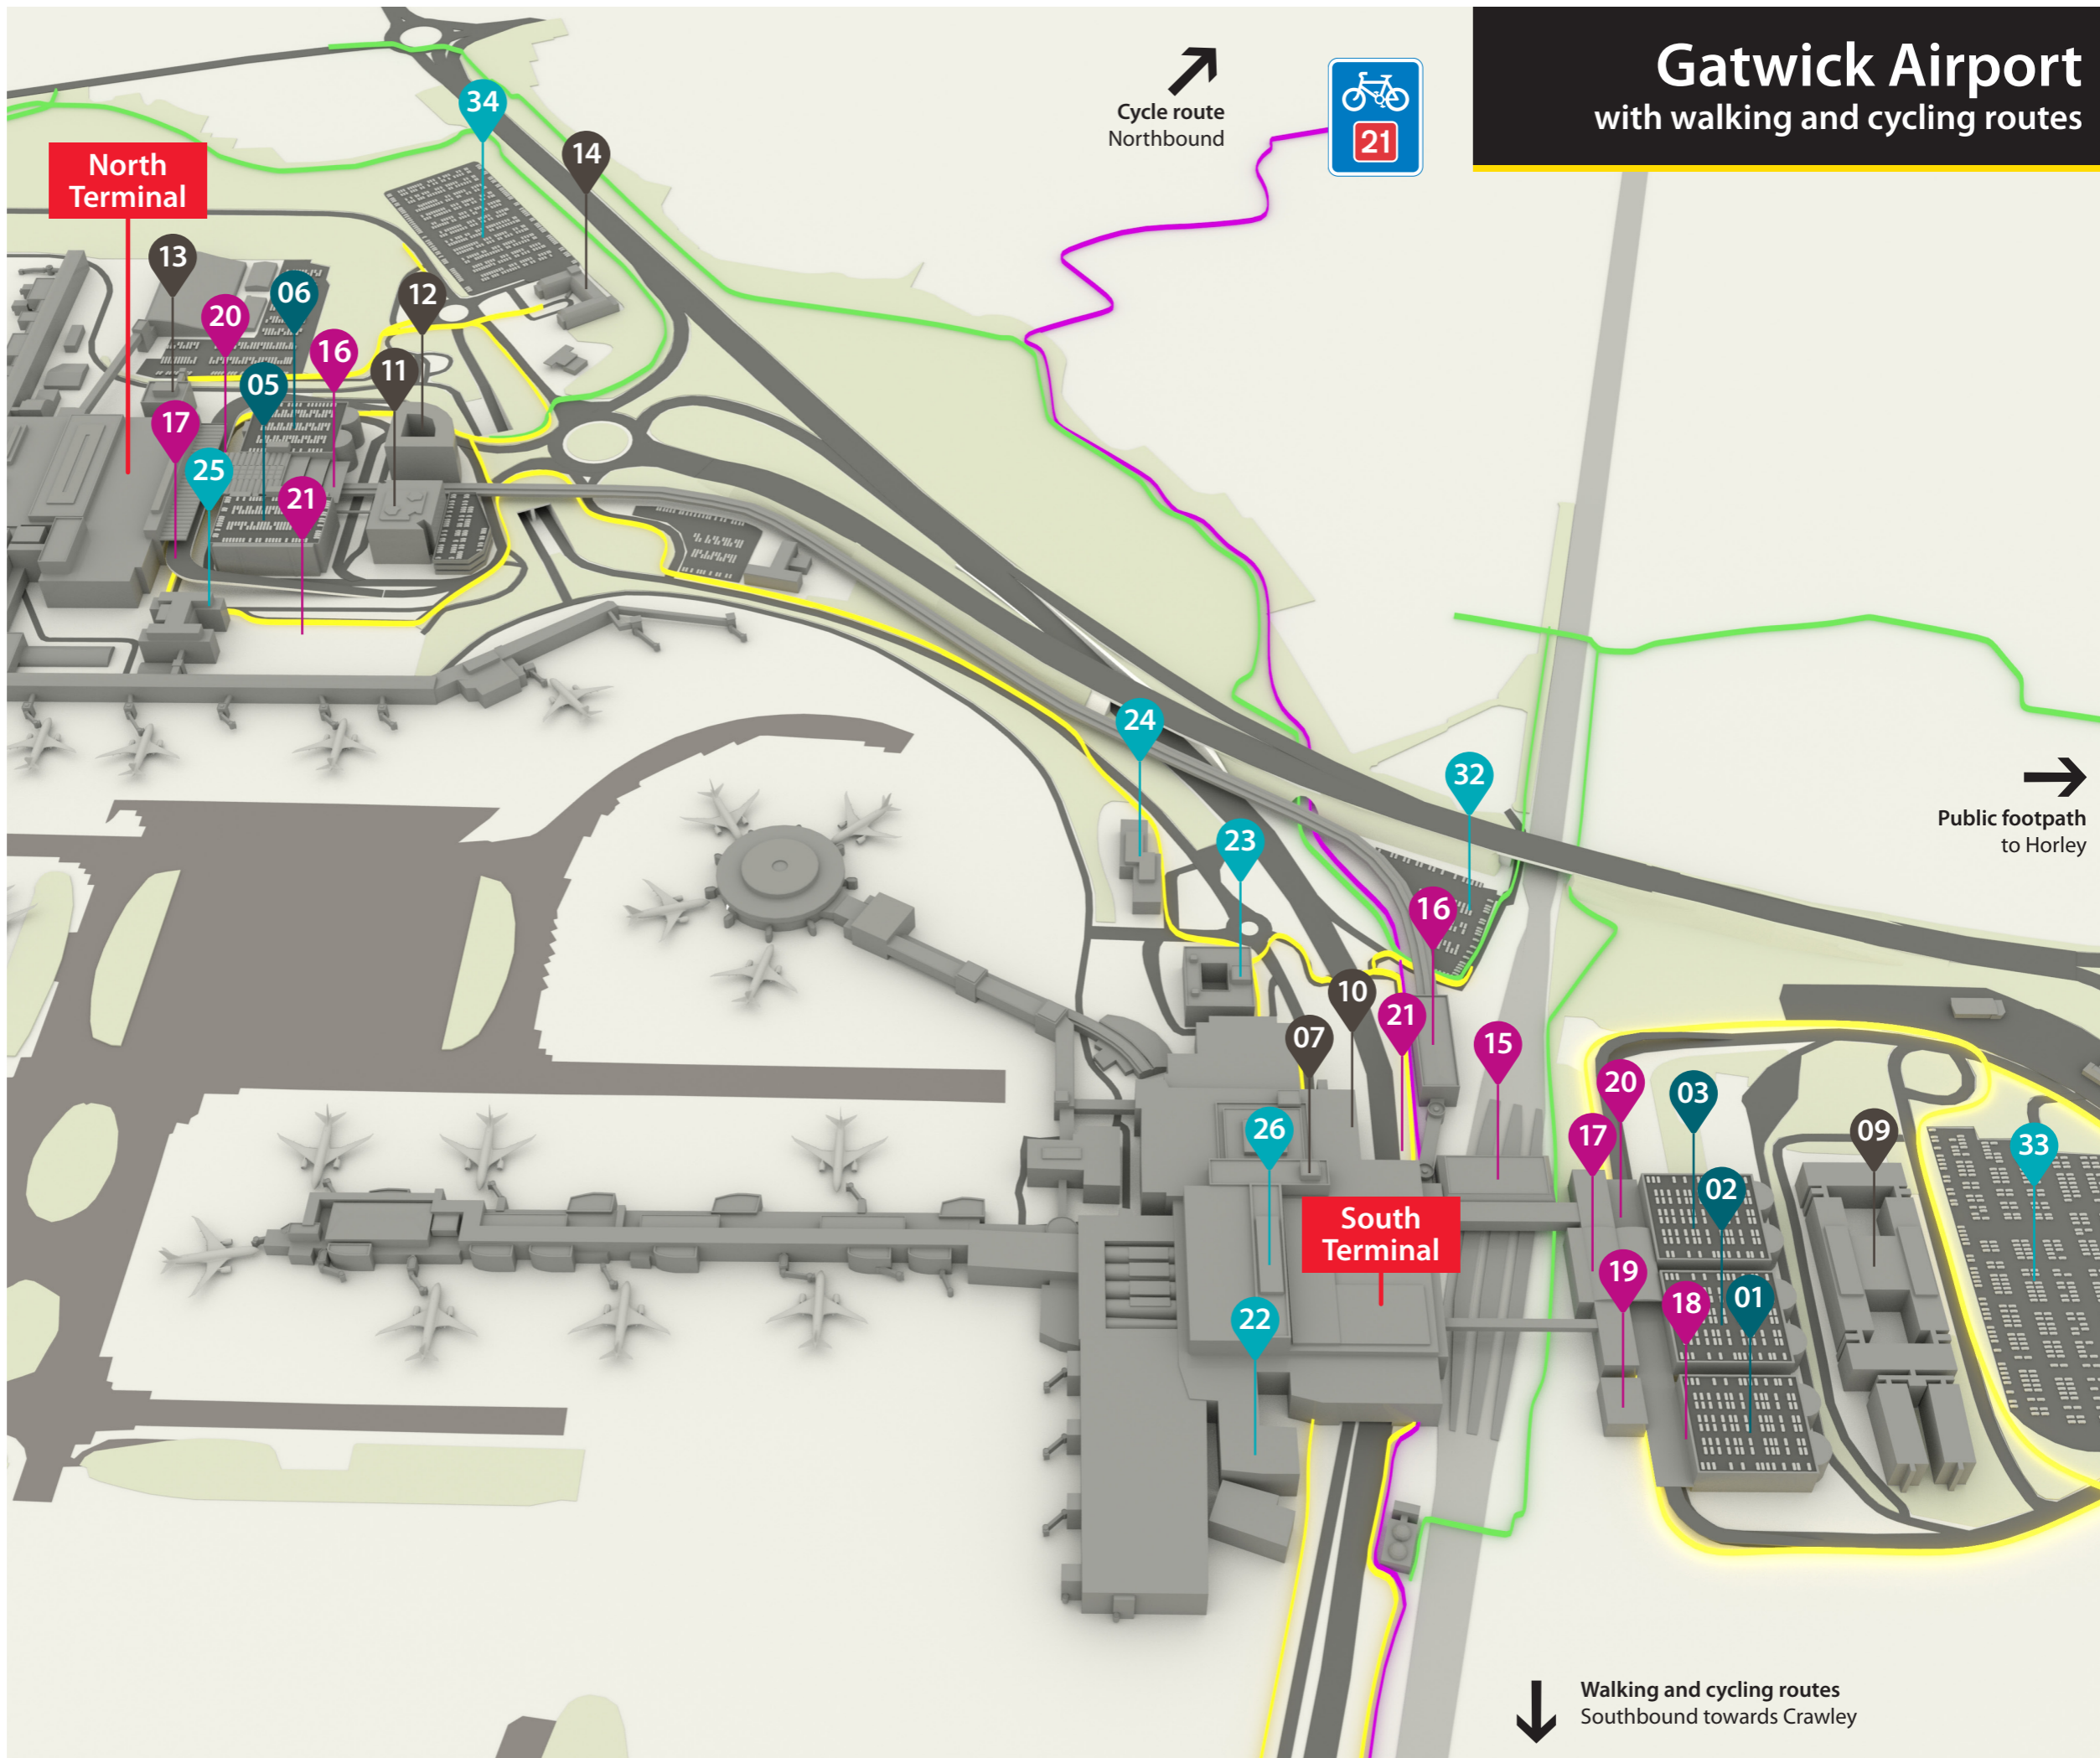 Gatwick Airport
with walking and cycling routes
Cycle route
Northbound
21
34
14
North
Terminal
13
06
12
20
16
11
05
17
25
21
24
32
Public footpath
to Horley
23
16
10
21
07
15
20
03
17
09
33
26
02
South
Terminal
19
18
01
22
Walking and cycling routes
Southbound towards Crawley